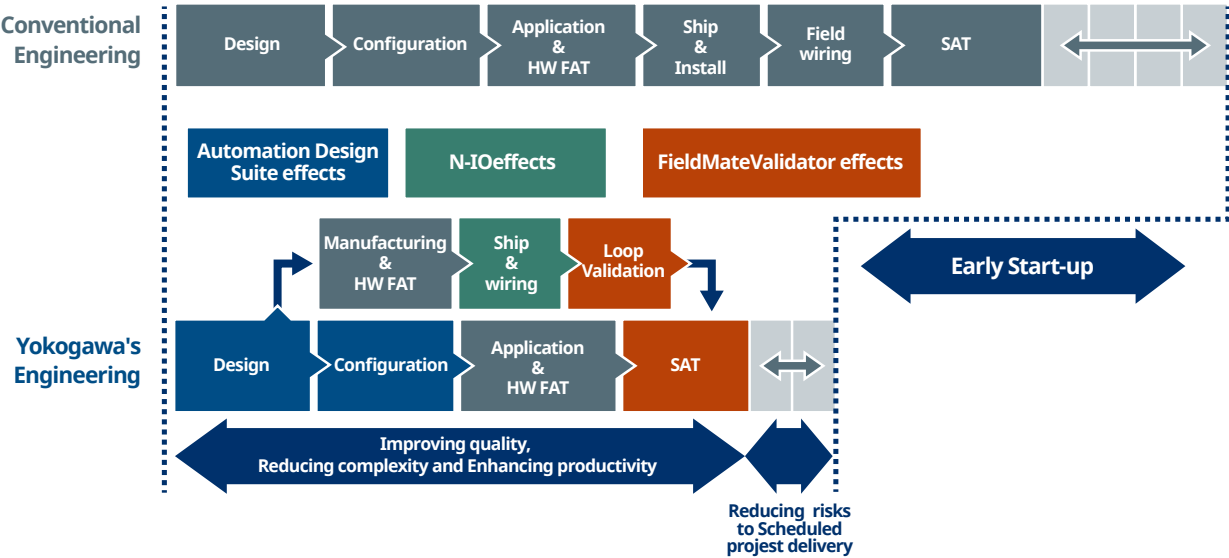 Conventional
Engineering
Design
Configuration
Application
&
HW FAT
Ship
&
Install
Field
wiring
SAT
Automation Design
Suite effects
N-IOeffects
FieldMateValidator effects
Manufacturing
&
HW FAT
Ship
&
wiring
Loop
Validation
Early Start-up
Yokogawa's
Engineering
Design
Configuration
Application
&
HW FAT
SAT
Improving quality,
Reducing complexity and Enhancing productivity
Reducing risks
to Scheduled
projest delivery